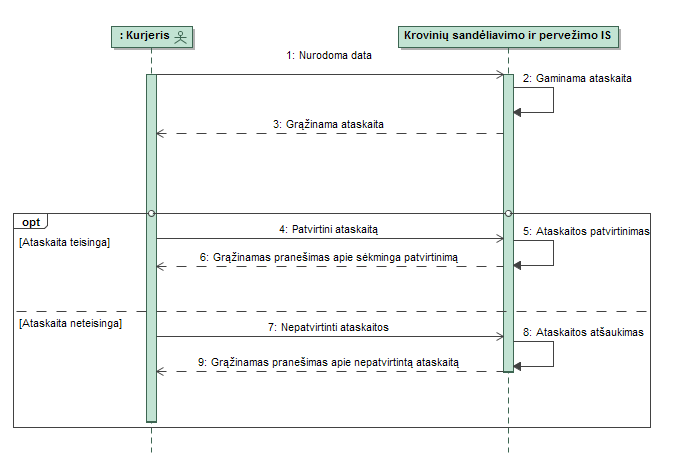 : Kurjeris
Krovinių sandėliavimo ir pervežimo IS
1: Nurodoma data
2: Gaminama ataskaita
3: Grąžinama ataskaita
opt
[Ataskaita teisinga]
4: Patvirtini ataskaitą
5: Ataskaitos patvirtinimas
6: Grąžinamas pranešimas apie sėkminga patvirtinimą
[Ataskaita neteisinga]
7: Nepatvirtinti ataskaitos
8: Ataskaitos atšaukimas
9: Grąžinamas pranešimas apie nepatvirtintą ataskaitą